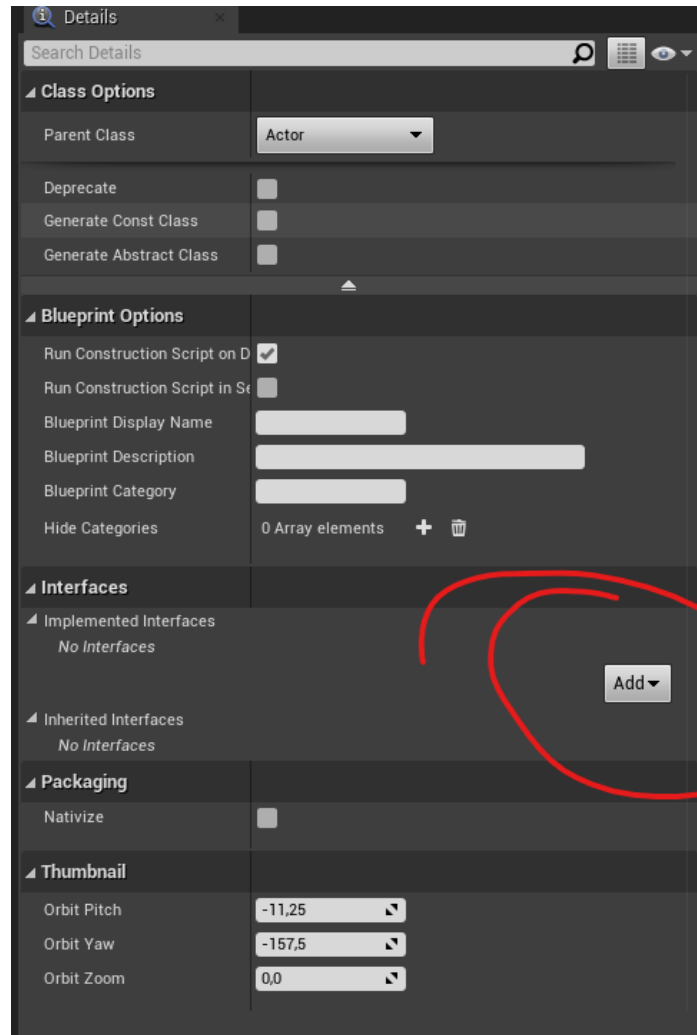 Details
Search Details
Class Options
Parent Class Actor
Deprecate
Generate Const Class
Generate Abstract Class
Blueprint Options
Run Construction Script on D
Run Construction Script in Se
Blueprint Display Name
Blueprint Description
Blueprint Category
Hide Categories 0 Array elements
Interfaces
Implemented Interfaces
No Interfaces
Add
Inherited Interfaces
No Interfaces
Packaging
Nativize
Thumbnail
Orbit Pitch -11,25
Orbit Yaw -157,5
Orbit Zoom 0,0